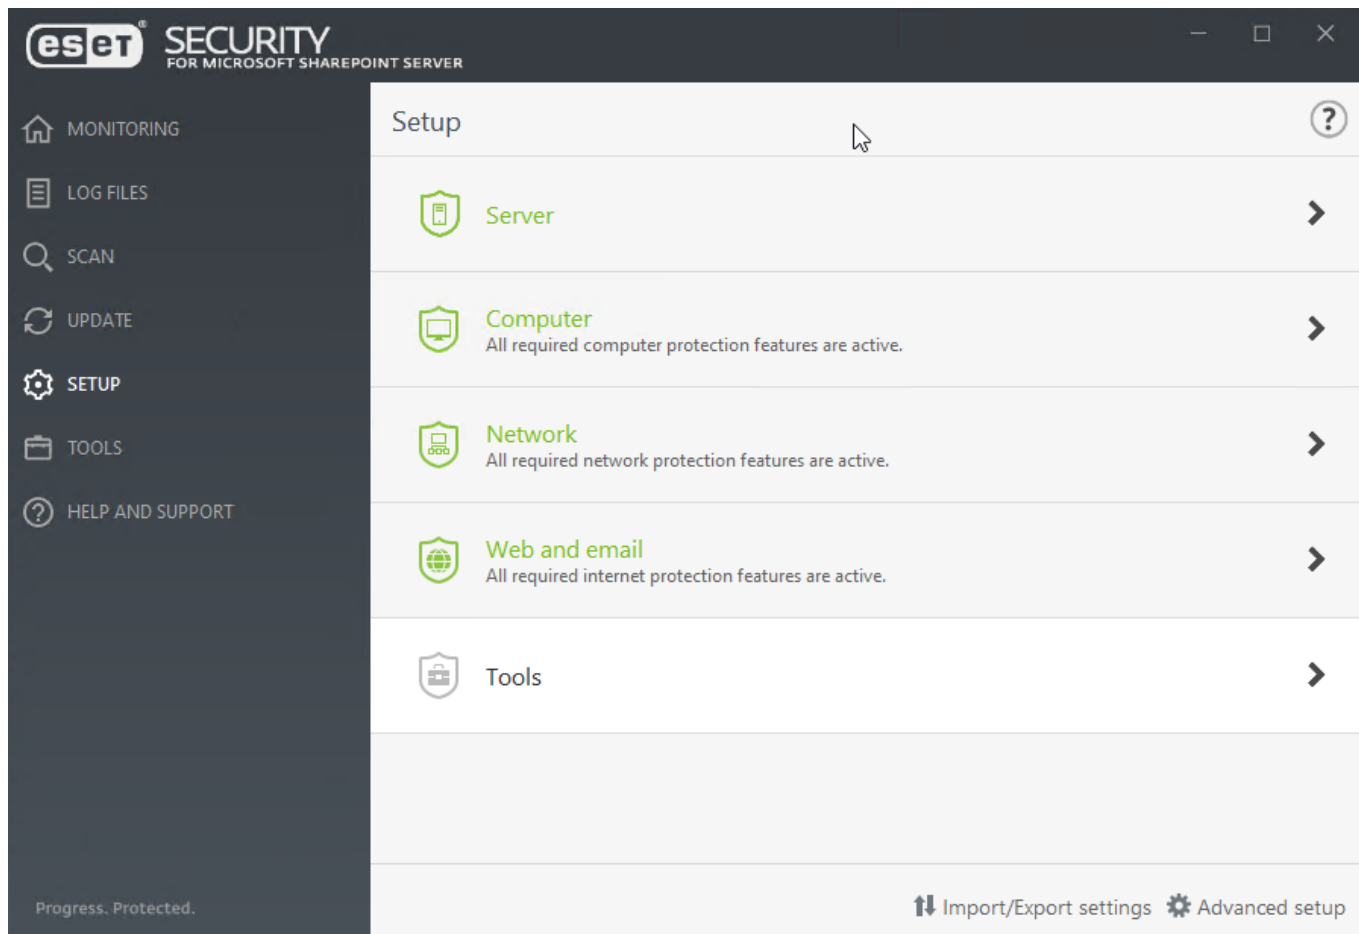 eset® SECURITY
FOR MICROSOFT SHAREPOINT SERVER
MONITORING
LOG FILES
SCAN
UPDATE
SETUP
TOOLS
HELP AND SUPPORT
Progress. Protected.
Setup
?
Server
Computer
All required computer protection features are active.
Network
All required network protection features are active.
Web and email
All required internet protection features are active.
Tools
Import/Export settings Advanced setup